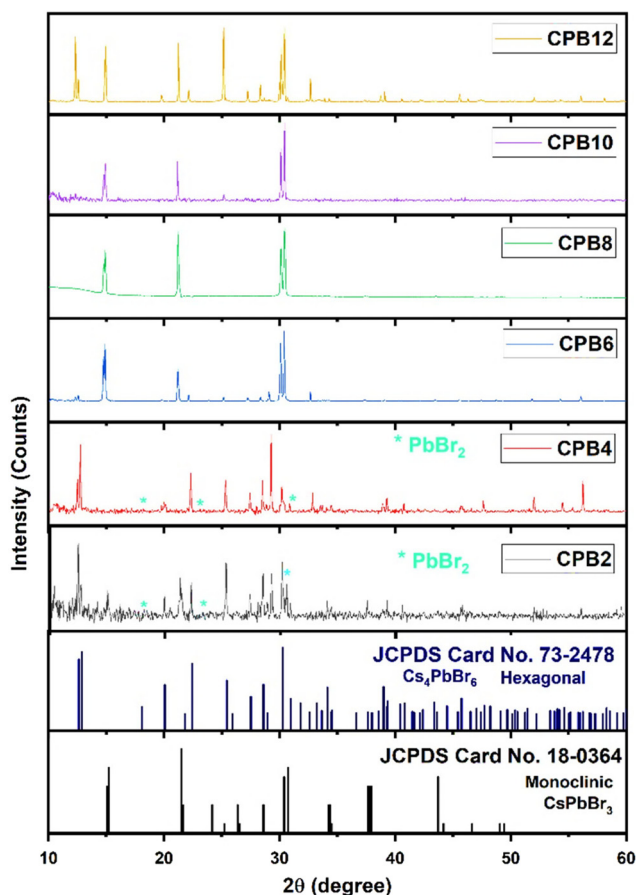 CPB12
CPB10
CPB8
CPB6
* PbBr₂ CPB4
* * *
* PbBr₂ CPB2
* * *
JCPDS Card No. 73-2478
Cs₄PbBr₆ Hexagonal
JCPDS Card No. 18-0364
Monoclinic
CsPbBr₃
10 20 30 40 50 60
2θ (degree)
Intensity (Counts)